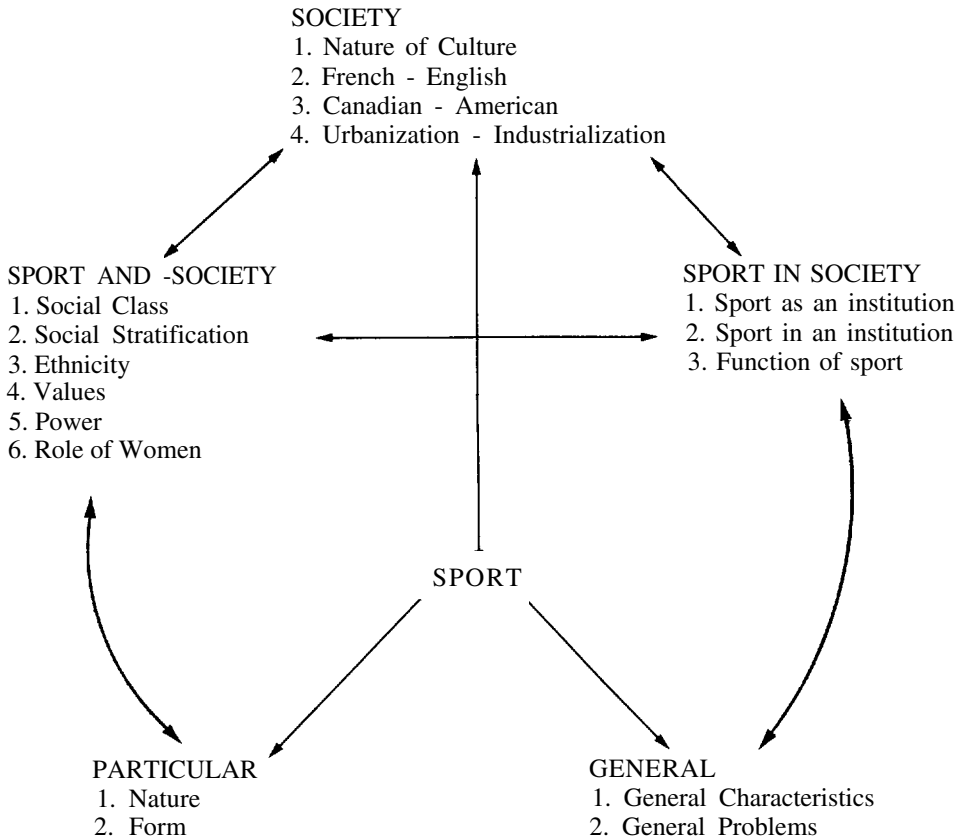 SOCIETY
1. Nature of Culture
2. French - English
3. Canadian - American
4. Urbanization - Industrialization
SPORT AND -SOCIETY
1. Social Class
2. Social Stratification
3. Ethnicity
4. Values
5. Power
6. Role of Women
SPORT IN SOCIETY
1. Sport as an institution
2. Sport in an institution
3. Function of sport
SPORT
PARTICULAR
1. Nature
2. Form
GENERAL
1. General Characteristics
2. General Problems